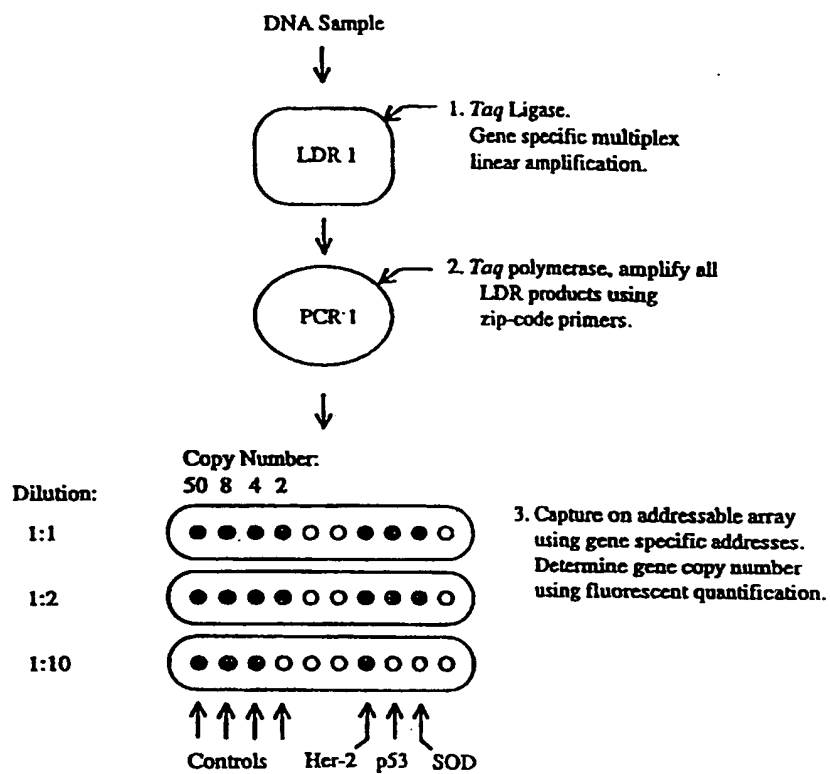 DNA Sample
LDR 1
1. Taq Ligase.
Gene specific multiplex
linear amplification.
PCR 1
2. Taq polymerase, amplify all
LDR products using
zip-code primers.
Copy Number:
50 8 4 2
Dilution:
1:1
1:2
1:10
3. Capture on addressable array
using gene specific addresses.
Determine gene copy number
using fluorescent quantification.
Controls Her-2 p53 SOD